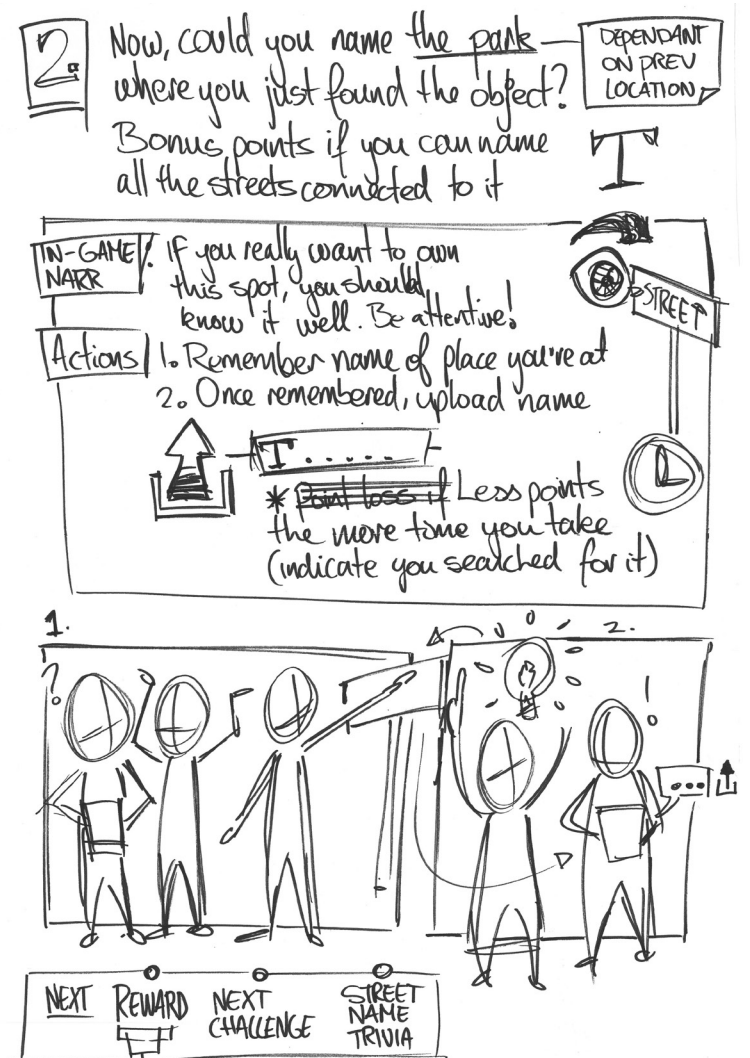 2.
Now, could you name the park
where you just found the object?
Bonus points if you can name
all the streets connected to it
DEPENDANT
ON PREV
LOCATION
T
IN-GAME
NARR
If you really want to own
this spot, you should
know it well. Be attentive!
STREET
Actions
1. Remember name of place you're at
2. Once remembered, upload name
T.....
* Point loss if Less points
the more time you take
(indicate you searched for it)
1.
2.
?
!
...
NEXT
REWARD
NEXT
CHALLENGE
STREET
NAME
TRIVIA